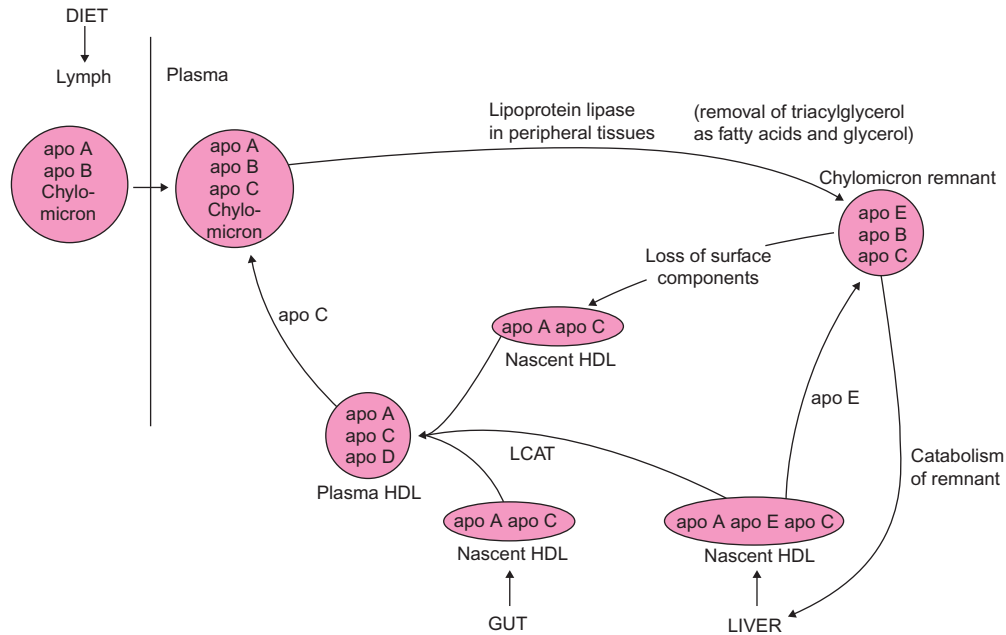 DIET
Lymph
Plasma
apo A
apo B
Chylo-
micron
apo A
apo B
apo C
Chylo-
micron
Lipoprotein lipase
in peripheral tissues
(removal of triacylglycerol
as fatty acids and glycerol)
Chylomicron remnant
apo E
apo B
apo C
Loss of surface
components
apo C
apo A apo C
Nascent HDL
apo E
apo A
apo C
apo D
Plasma HDL
LCAT
Catabolism
of remnant
apo A apo C
Nascent HDL
apo A apo E apo C
Nascent HDL
GUT
LIVER